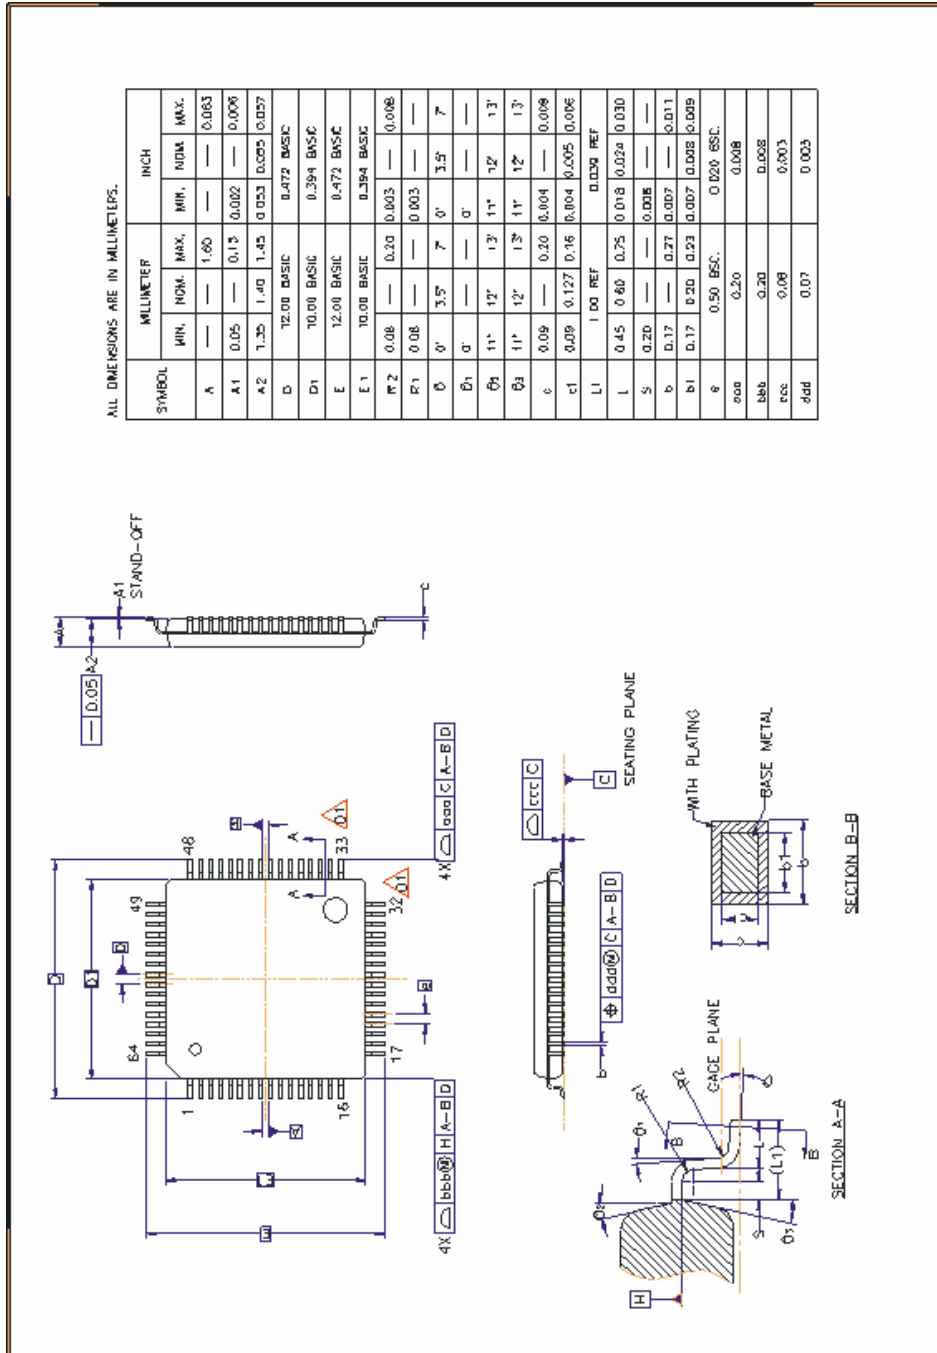 ALL DIMENSIONS ARE IN MILLIMETERS.
SYMBOL MILLIMETER INCH
MIN. NOM. MAX. MIN. NOM. MAX.
A — — 1.60 — — 0.063
A1 0.05 — 0.15 0.002 — 0.006
A2 1.35 1.40 1.45 0.053 0.055 0.057
D 12.00 BASIC 0.472 BASIC
D1 10.00 BASIC 0.394 BASIC
E 12.00 BASIC 0.472 BASIC
E1 10.00 BASIC 0.394 BASIC
R2 0.08 — 0.20 0.003 — 0.008
R1 0.08 — — 0.003 — —
θ 0° 3.5° 7° 0° 3.5° 7°
θ1 0° — — 0° — —
θ2 11° 12° 13° 11° 12° 13°
θ3 11° 12° 13° 11° 12° 13°
c 0.09 — 0.20 0.004 — 0.008
c1 0.09 0.127 0.16 0.004 0.005 0.006
L1 1.00 REF 0.039 REF
L 0.45 0.60 0.75 0.018 0.024 0.030
S 0.20 — — 0.008 — —
b 0.17 — 0.27 0.007 — 0.011
b1 0.17 0.20 0.23 0.007 0.008 0.009
e 0.50 BSC. 0.020 BSC.
aaa 0.20 0.008
bbb 0.20 0.008
ccc 0.08 0.003
ddd 0.07 0.003
— 0.05
A2
A
A1
STAND-OFF
c
D
D1
D
64
49
48
1
16
17
32
33
A
A
01
01
E1
E
e
4X aaa C A-B D
4X bbb Ⓜ H A-B D
ccc C
C
SEATING PLANE
b
⌖ ddd Ⓜ C A-B D
WITH PLATING
BASE METAL
b1
b
SECTION B-B
GAGE PLANE
H
B
B
S
L
(L1)
SECTION A-A